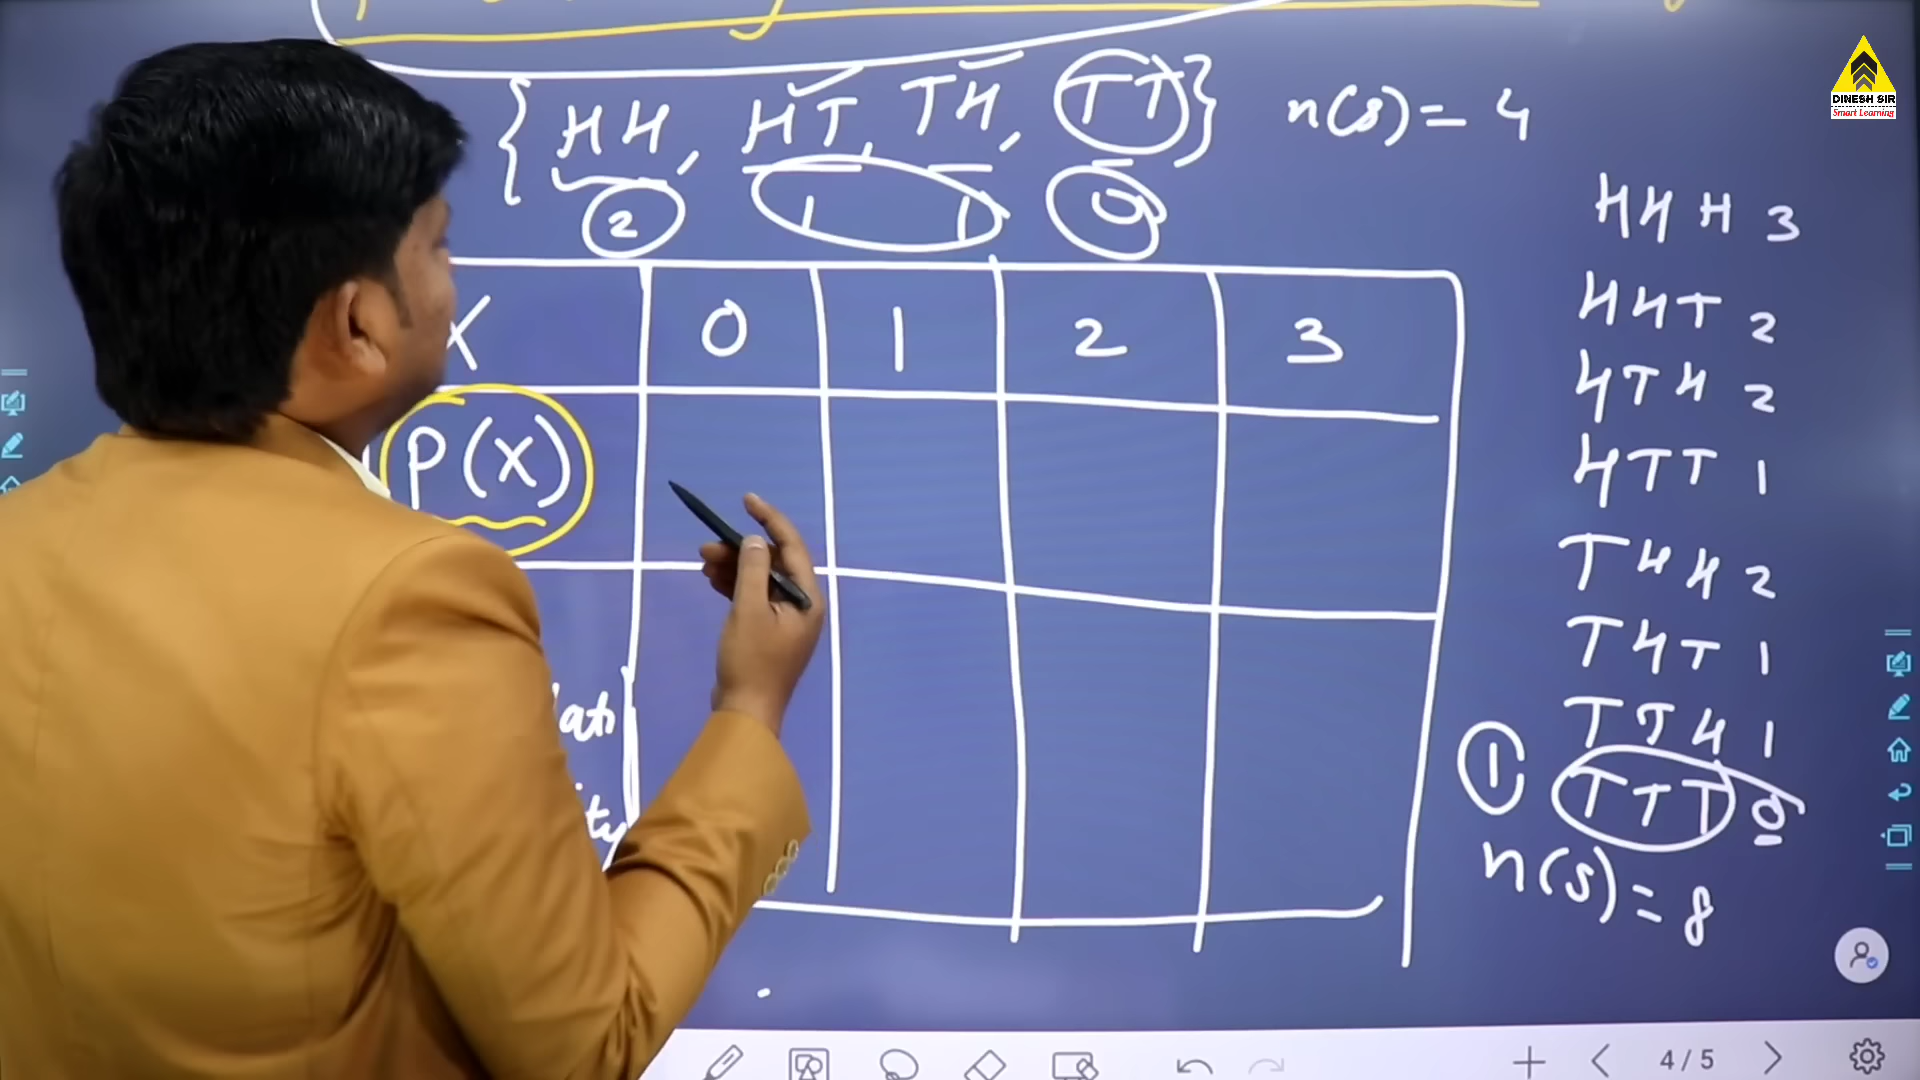 {HH, HT, TH, TT} n(s) = 4
2 1 1 0
X 0 1 2 3
P(X)
HHH 3
HHT 2
HTH 2
HTT 1
THH 2
THT 1
TTH 1
① TTT 0
n(s) = 8
DINESH SIR
Smart Learning
4 / 5